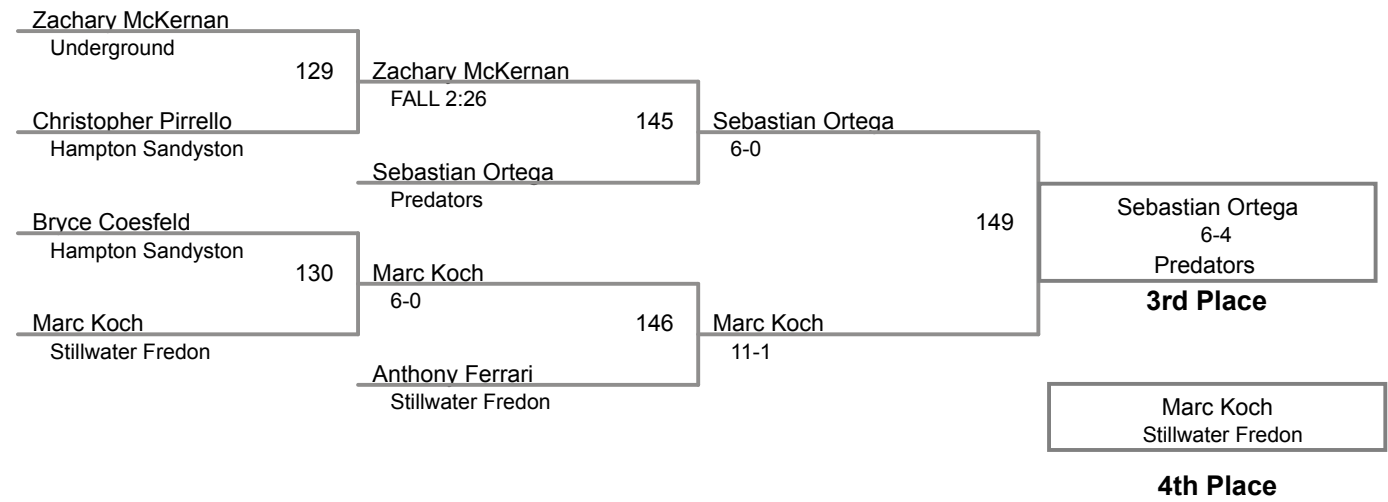 Zachary McKernan
Underground
129
Zachary McKernan
FALL 2:26
Christopher Pirrello
Hampton Sandyston
145
Sebastian Ortega
6-0
Sebastian Ortega
Predators
Bryce Coesfeld
Hampton Sandyston
149
Sebastian Ortega
6-4
Predators
3rd Place
130
Marc Koch
6-0
Marc Koch
Stillwater Fredon
146
Marc Koch
11-1
Anthony Ferrari
Stillwater Fredon
Marc Koch
Stillwater Fredon
4th Place